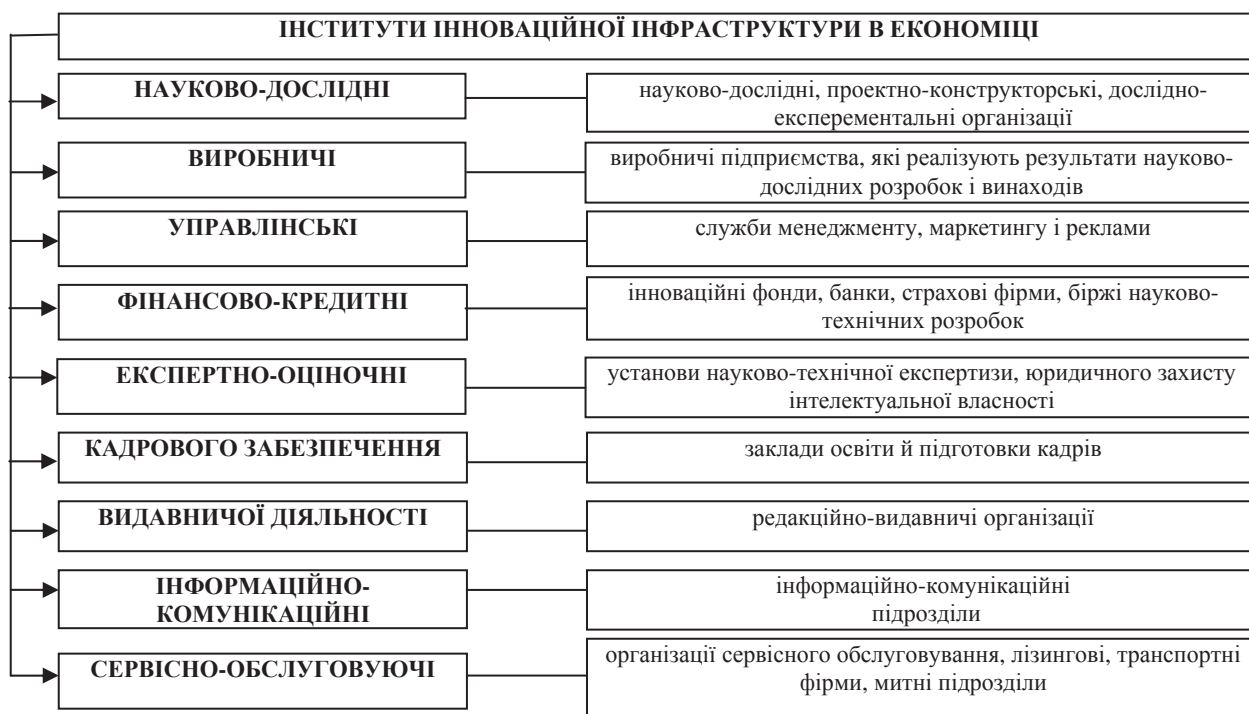 ІНСТИТУТИ ІННОВАЦІЙНОЇ ІНФРАСТРУКТУРИ В ЕКОНОМІЦІ
НАУКОВО-ДОСЛІДНІ
науково-дослідні, проектно-конструкторські, дослідно-
експерементальні організації
ВИРОБНИЧІ
виробничі підприємства, які реалізують результати науково-
дослідних розробок і винаходів
УПРАВЛІНСЬКІ
служби менеджменту, маркетингу і реклами
ФІНАНСОВО-КРЕДИТНІ
інноваційні фонди, банки, страхові фірми, біржі науково-
технічних розробок
ЕКСПЕРТНО-ОЦІНОЧНІ
установи науково-технічної експертизи, юридичного захисту
інтелектуальної власності
КАДРОВОГО ЗАБЕЗПЕЧЕННЯ
заклади освіти й підготовки кадрів
ВИДАВНИЧОЇ ДІЯЛЬНОСТІ
редакційно-видавничі організації
ІНФОРМАЦІЙНО-
КОМУНІКАЦІЙНІ
інформаційно-комунікаційні
підрозділи
СЕРВІСНО-ОБСЛУГОВУЮЧІ
організації сервісного обслуговування, лізингові, транспортні
фірми, митні підрозділи